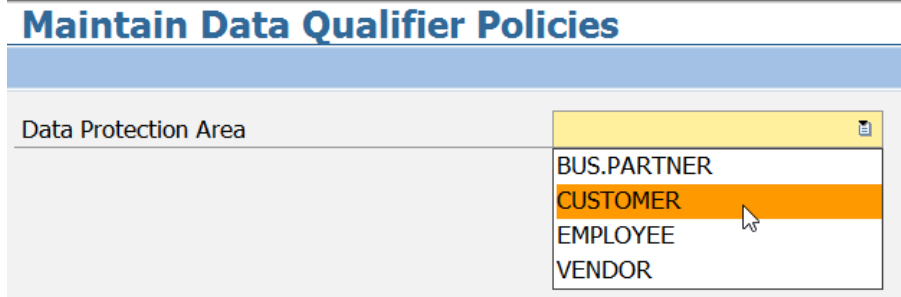 Maintain Data Qualifier Policies
Data Protection Area
BUS.PARTNER
CUSTOMER
EMPLOYEE
VENDOR